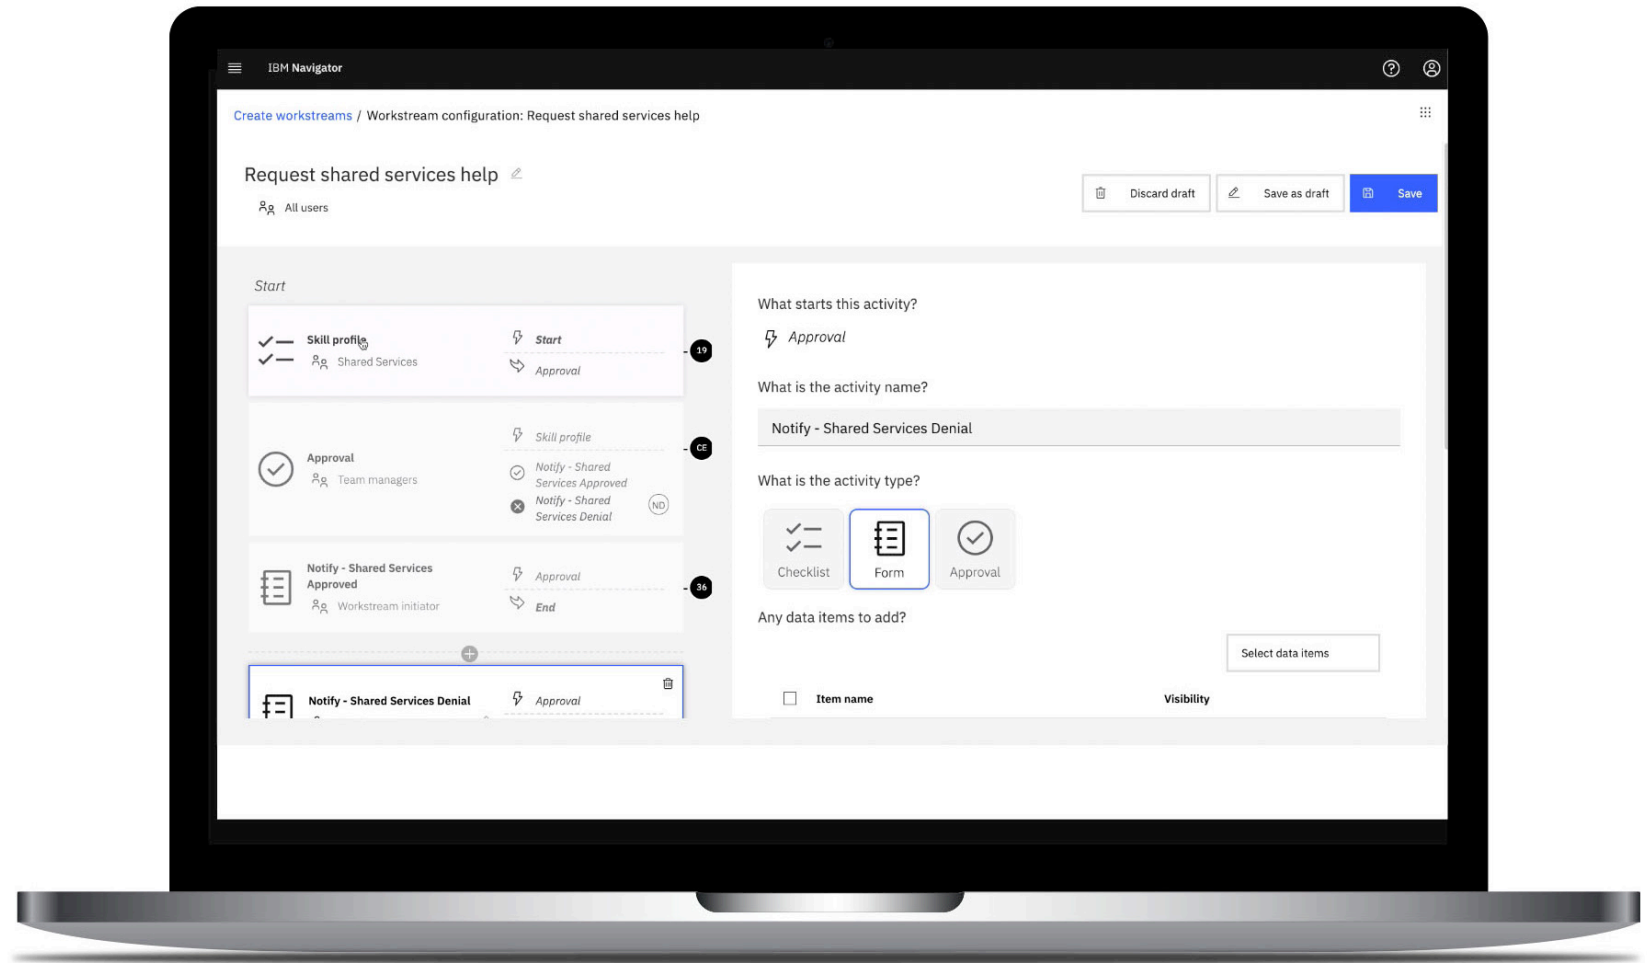 IBM Navigator
Create workstreams / Workstream configuration: Request shared services help
Request shared services help
All users
Discard draft
Save as draft
Save
Start
Skill profile
Shared Services
Start
Approval
19
Approval
Team managers
Skill profile
Notify - Shared
Services Approved
Notify - Shared
Services Denial
ND
CE
Notify - Shared Services
Approved
Workstream initiator
Approval
End
36
Notify - Shared Services Denial
Approval
What starts this activity?
Approval
What is the activity name?
Notify - Shared Services Denial
What is the activity type?
Checklist
Form
Approval
Any data items to add?
Select data items
Item name
Visibility